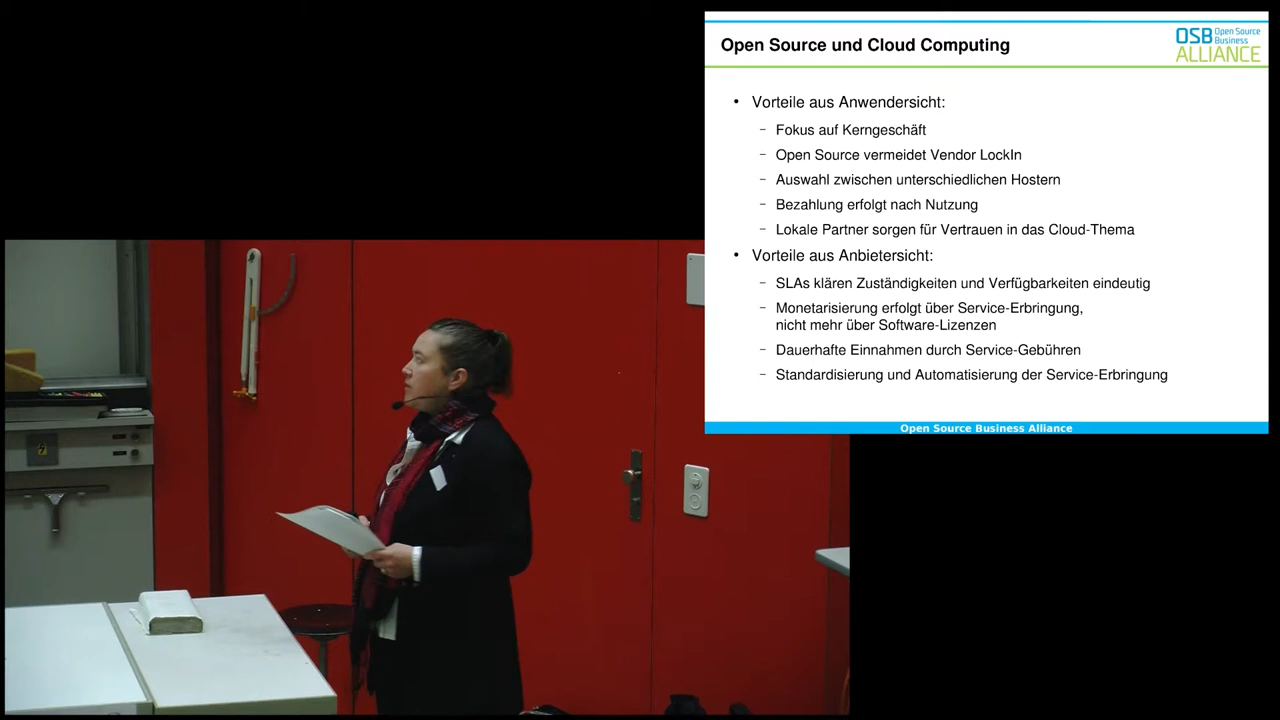 Open Source und Cloud Computing
OSB Open Source
Business
ALLIANCE
• Vorteile aus Anwendersicht:
– Fokus auf Kerngeschäft
– Open Source vermeidet Vendor LockIn
– Auswahl zwischen unterschiedlichen Hostern
– Bezahlung erfolgt nach Nutzung
– Lokale Partner sorgen für Vertrauen in das Cloud-Thema
• Vorteile aus Anbietersicht:
– SLAs klären Zuständigkeiten und Verfügbarkeiten eindeutig
– Monetarisierung erfolgt über Service-Erbringung,
nicht mehr über Software-Lizenzen
– Dauerhafte Einnahmen durch Service-Gebühren
– Standardisierung und Automatisierung der Service-Erbringung
Open Source Business Alliance